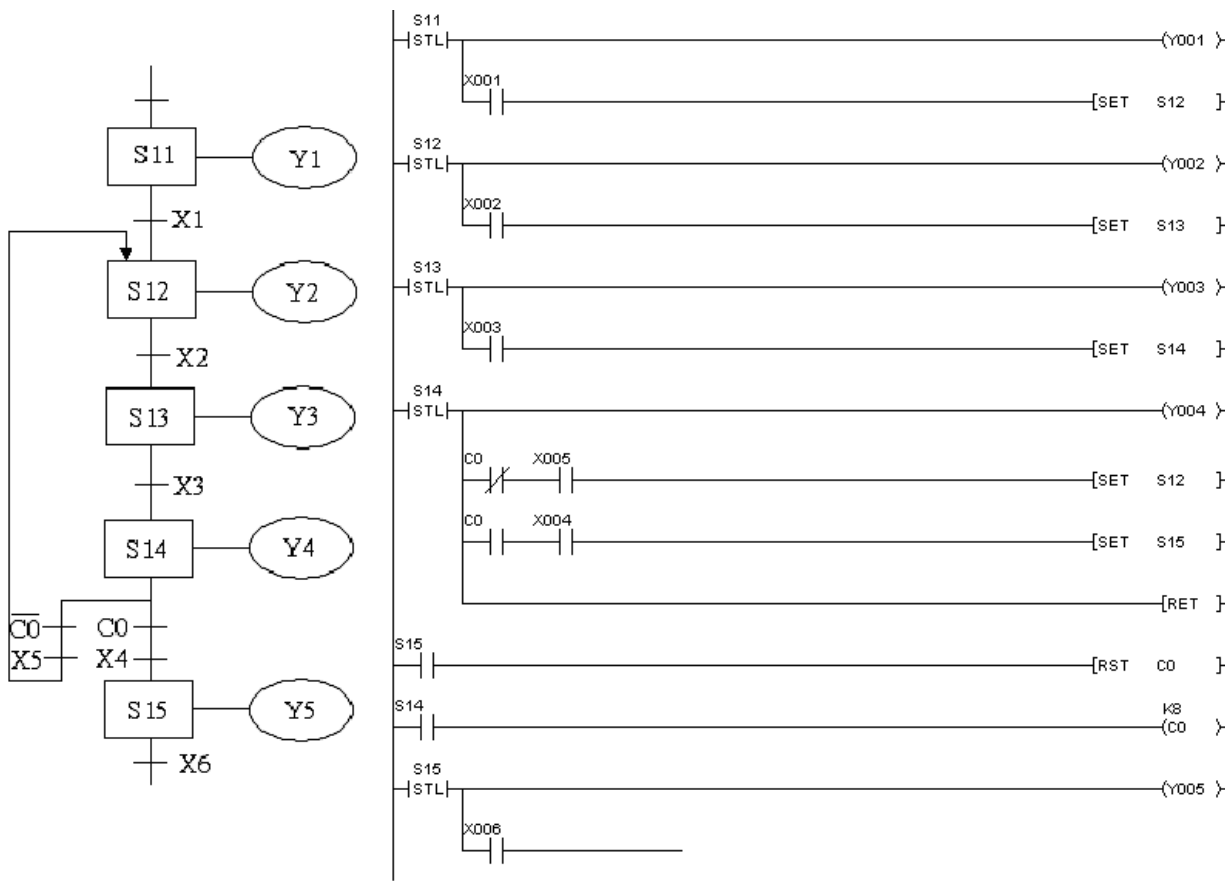 S11 Y1
X1
S12 Y2
X2
S13 Y3
X3
S14 Y4
C̅0̅ C0
X5 X4
S15 Y5
X6
S11
STL (Y001 )
X001
[SET S12 ]
S12
STL (Y002 )
X002
[SET S13 ]
S13
STL (Y003 )
X003
[SET S14 ]
S14
STL (Y004 )
C0 X005
[SET S12 ]
C0 X004
[SET S15 ]
[RET ]
S15
[RST C0 ]
S14 K8
(C0 )
S15
STL (Y005 )
X006